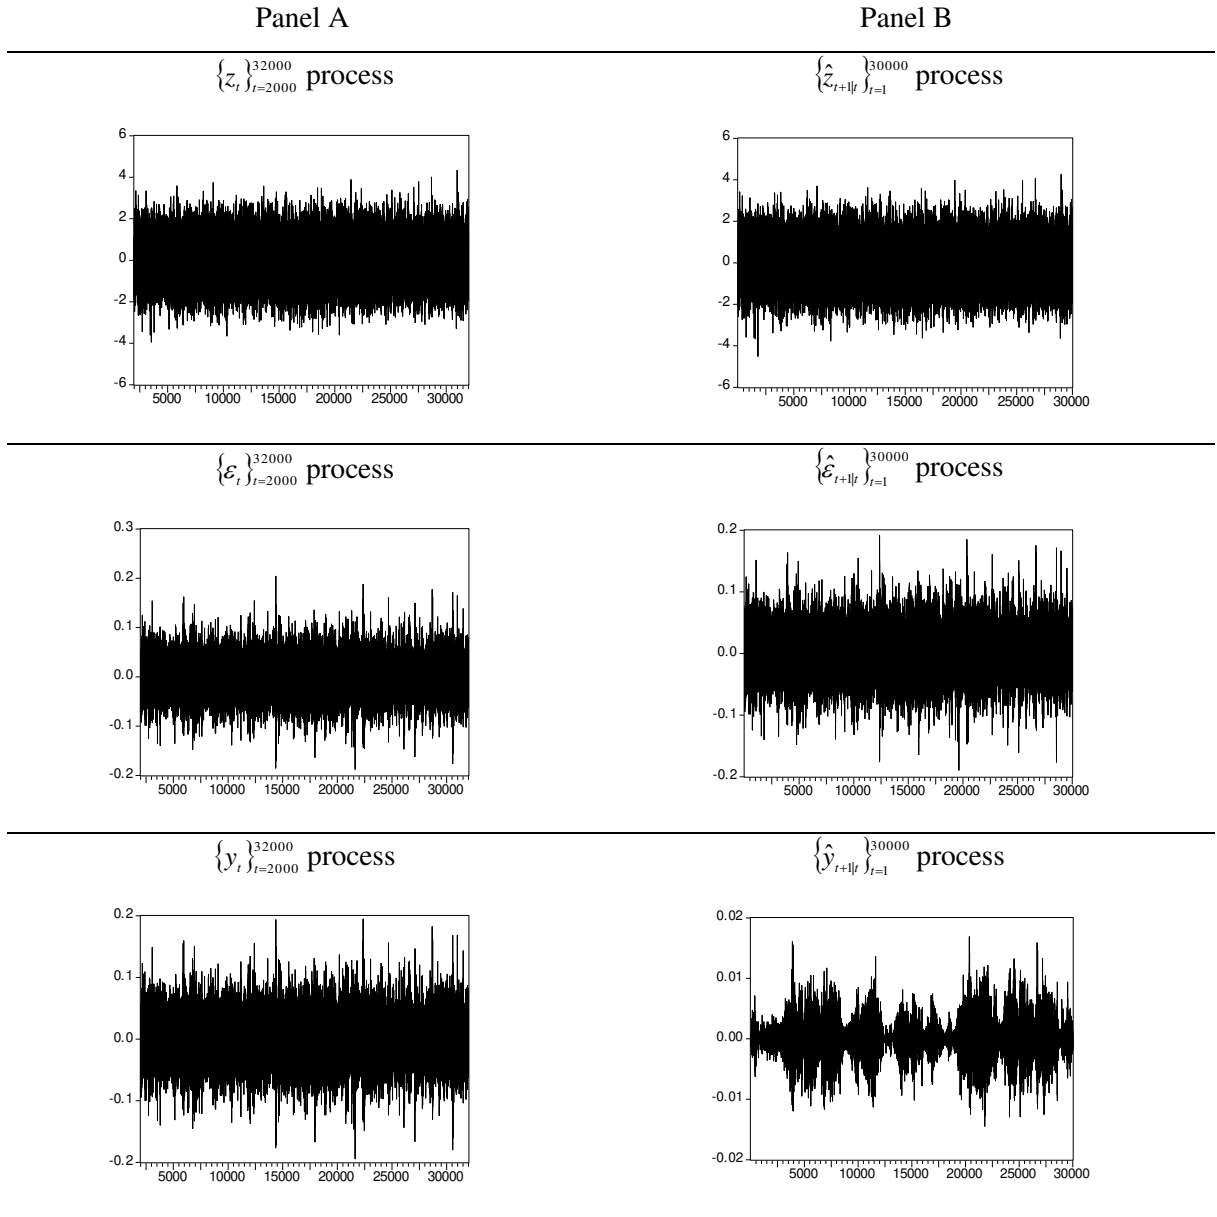 Panel A Panel B
{z_t}_{t=2000}^{32000} process {ẑ_{t+1|t}}_{t=1}^{30000} process
6 6
4 4
2 2
0 0
-2 -2
-4 -4
-6 -6
5000 10000 15000 20000 25000 30000 5000 10000 15000 20000 25000 30000
{ε_t}_{t=2000}^{32000} process {ε̂_{t+1|t}}_{t=1}^{30000} process
0.3 0.2
0.2 0.1
0.1 0.0
0.0 -0.1
-0.1 -0.2
-0.2
5000 10000 15000 20000 25000 30000 5000 10000 15000 20000 25000 30000
{y_t}_{t=2000}^{32000} process {ŷ_{t+1|t}}_{t=1}^{30000} process
0.2 0.02
0.1 0.01
0.0 0.00
-0.1 -0.01
-0.2 -0.02
5000 10000 15000 20000 25000 30000 5000 10000 15000 20000 25000 30000